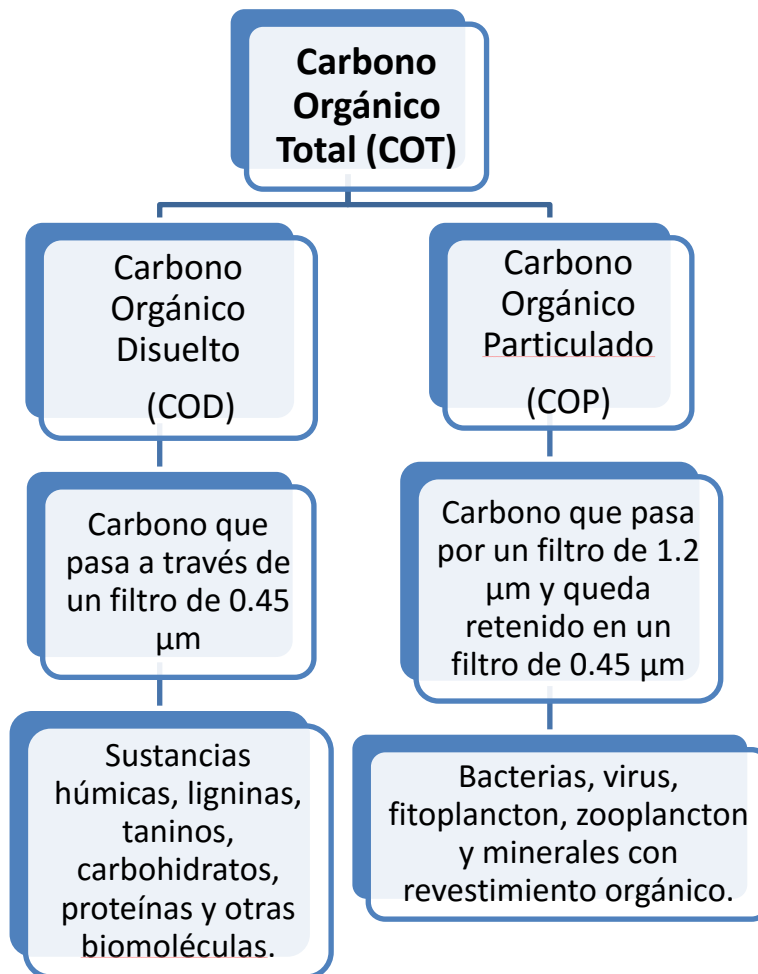 Carbono
Orgánico
Total (COT)
Carbono
Orgánico
Disuelto
(COD)
Carbono que
pasa a través de
un filtro de 0.45
µm
Sustancias
húmicas, ligninas,
taninos,
carbohidratos,
proteínas y otras
biomoléculas.
Carbono
Orgánico
Particulado
(COP)
Carbono que pasa
por un filtro de 1.2
µm y queda
retenido en un
filtro de 0.45 µm
Bacterias, virus,
fitoplancton, zooplancton
y minerales con
revestimiento orgánico.